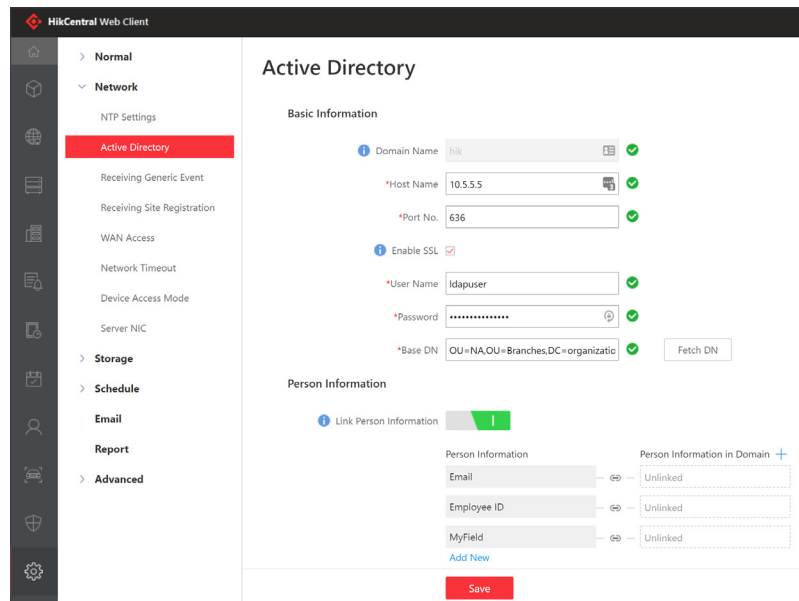 HikCentral Web Client
Normal
Network
NTP Settings
Active Directory
Receiving Generic Event
Receiving Site Registration
WAN Access
Network Timeout
Device Access Mode
Server NIC
Storage
Schedule
Email
Report
Advanced
Active Directory
Basic Information
Domain Name hik
*Host Name 10.5.5.5
*Port No. 636
Enable SSL
*User Name ldapuser
*Password ••••••••••••••
*Base DN OU=NA,OU=Branches,DC=organizatio Fetch DN
Person Information
Link Person Information
Person Information Person Information in Domain
Email Unlinked
Employee ID Unlinked
MyField Unlinked
Add New
Save